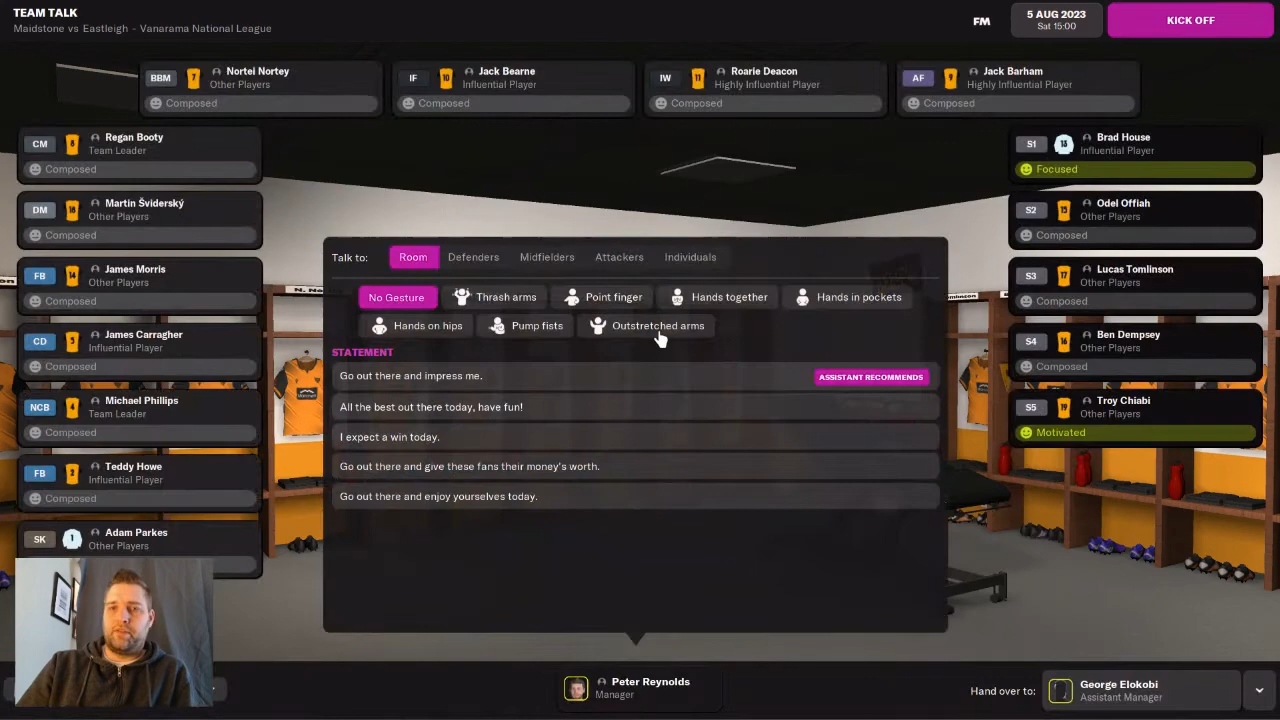 TEAM TALK
Maidstone vs Eastleigh - Vanarama National League
FM
5 AUG 2023
Sat 15:00
KICK OFF
BBM
7
Nortei Nortey
Other Players
Composed
IF
10
Jack Bearne
Influential Player
Composed
IW
11
Roarie Deacon
Highly Influential Player
Composed
AF
9
Jack Barham
Highly Influential Player
Composed
CM
8
Regan Booty
Team Leader
Composed
DM
18
Martin Šviderský
Other Players
Composed
FB
14
James Morris
Other Players
Composed
CD
5
James Carragher
Influential Player
Composed
NCB
4
Michael Phillips
Team Leader
Composed
FB
2
Teddy Howe
Influential Player
Composed
SK
1
Adam Parkes
Other Players
S1
13
Brad House
Influential Player
Focused
S2
15
Odel Offiah
Other Players
Composed
S3
17
Lucas Tomlinson
Other Players
Composed
S4
16
Ben Dempsey
Other Players
Composed
S5
19
Troy Chiabi
Other Players
Motivated
Talk to:
Room
Defenders
Midfielders
Attackers
Individuals
No Gesture
Thrash arms
Point finger
Hands together
Hands in pockets
Hands on hips
Pump fists
Outstretched arms
STATEMENT
Go out there and impress me.
ASSISTANT RECOMMENDS
All the best out there today, have fun!
I expect a win today.
Go out there and give these fans their money's worth.
Go out there and enjoy yourselves today.
Peter Reynolds
Manager
Hand over to:
George Elokobi
Assistant Manager